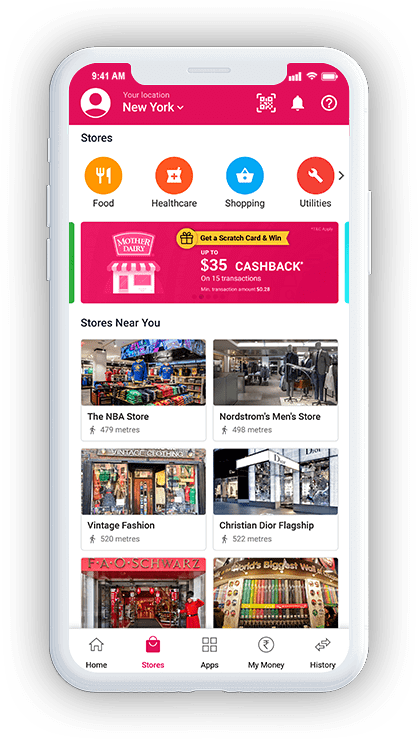 9:41 AM
Your location
New York
Stores
Food
Healthcare
Shopping
Utilities
MOTHER
DAIRY
Get a Scratch Card & Win
UP TO
$35 CASHBACK*
On 15 transactions
Min. transaction amount $0.28
Stores Near You
The NBA Store
479 metres
Nordstrom's Men's Store
498 metres
VINTAGE CLOTHING
Dior
Vintage Fashion
520 metres
Christian Dior Flagship
522 metres
F·A·O·SCHWARZ
World's Biggest Wall
Home
Stores
Apps
My Money
History